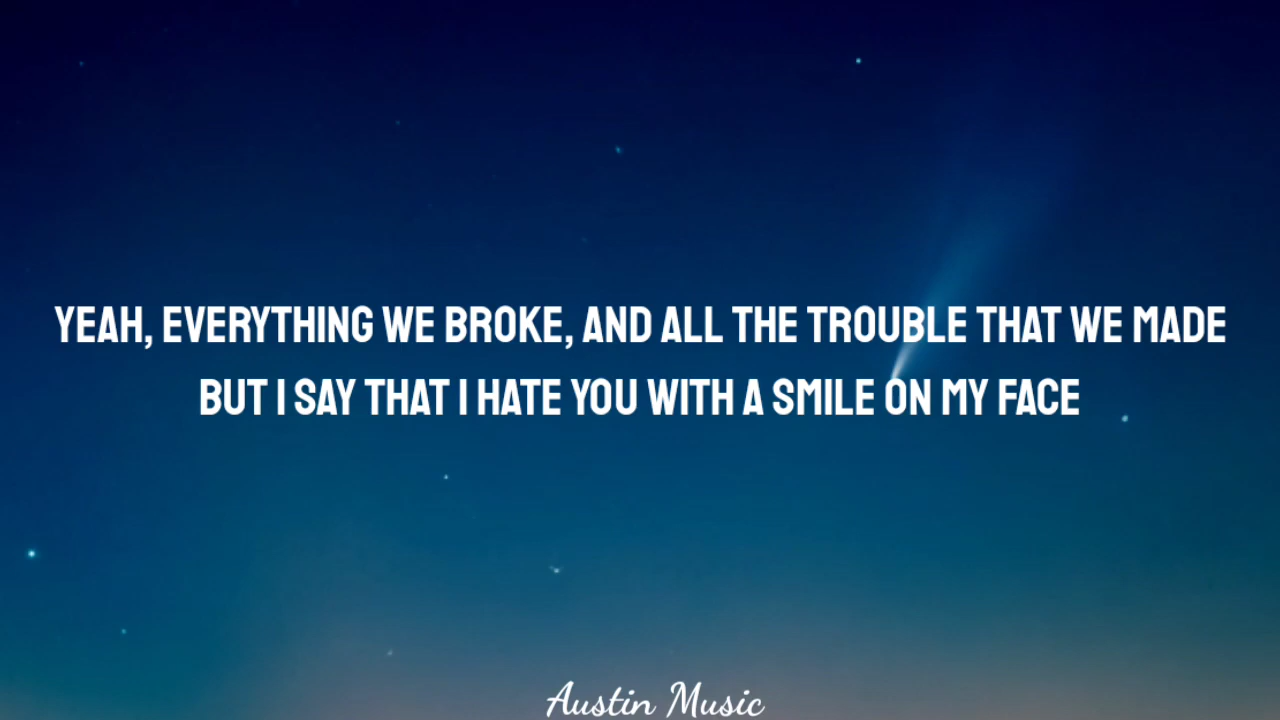 YEAH, EVERYTHING WE BROKE, AND ALL THE TROUBLE THAT WE MADE
BUT I SAY THAT I HATE YOU WITH A SMILE ON MY FACE
Austin Music